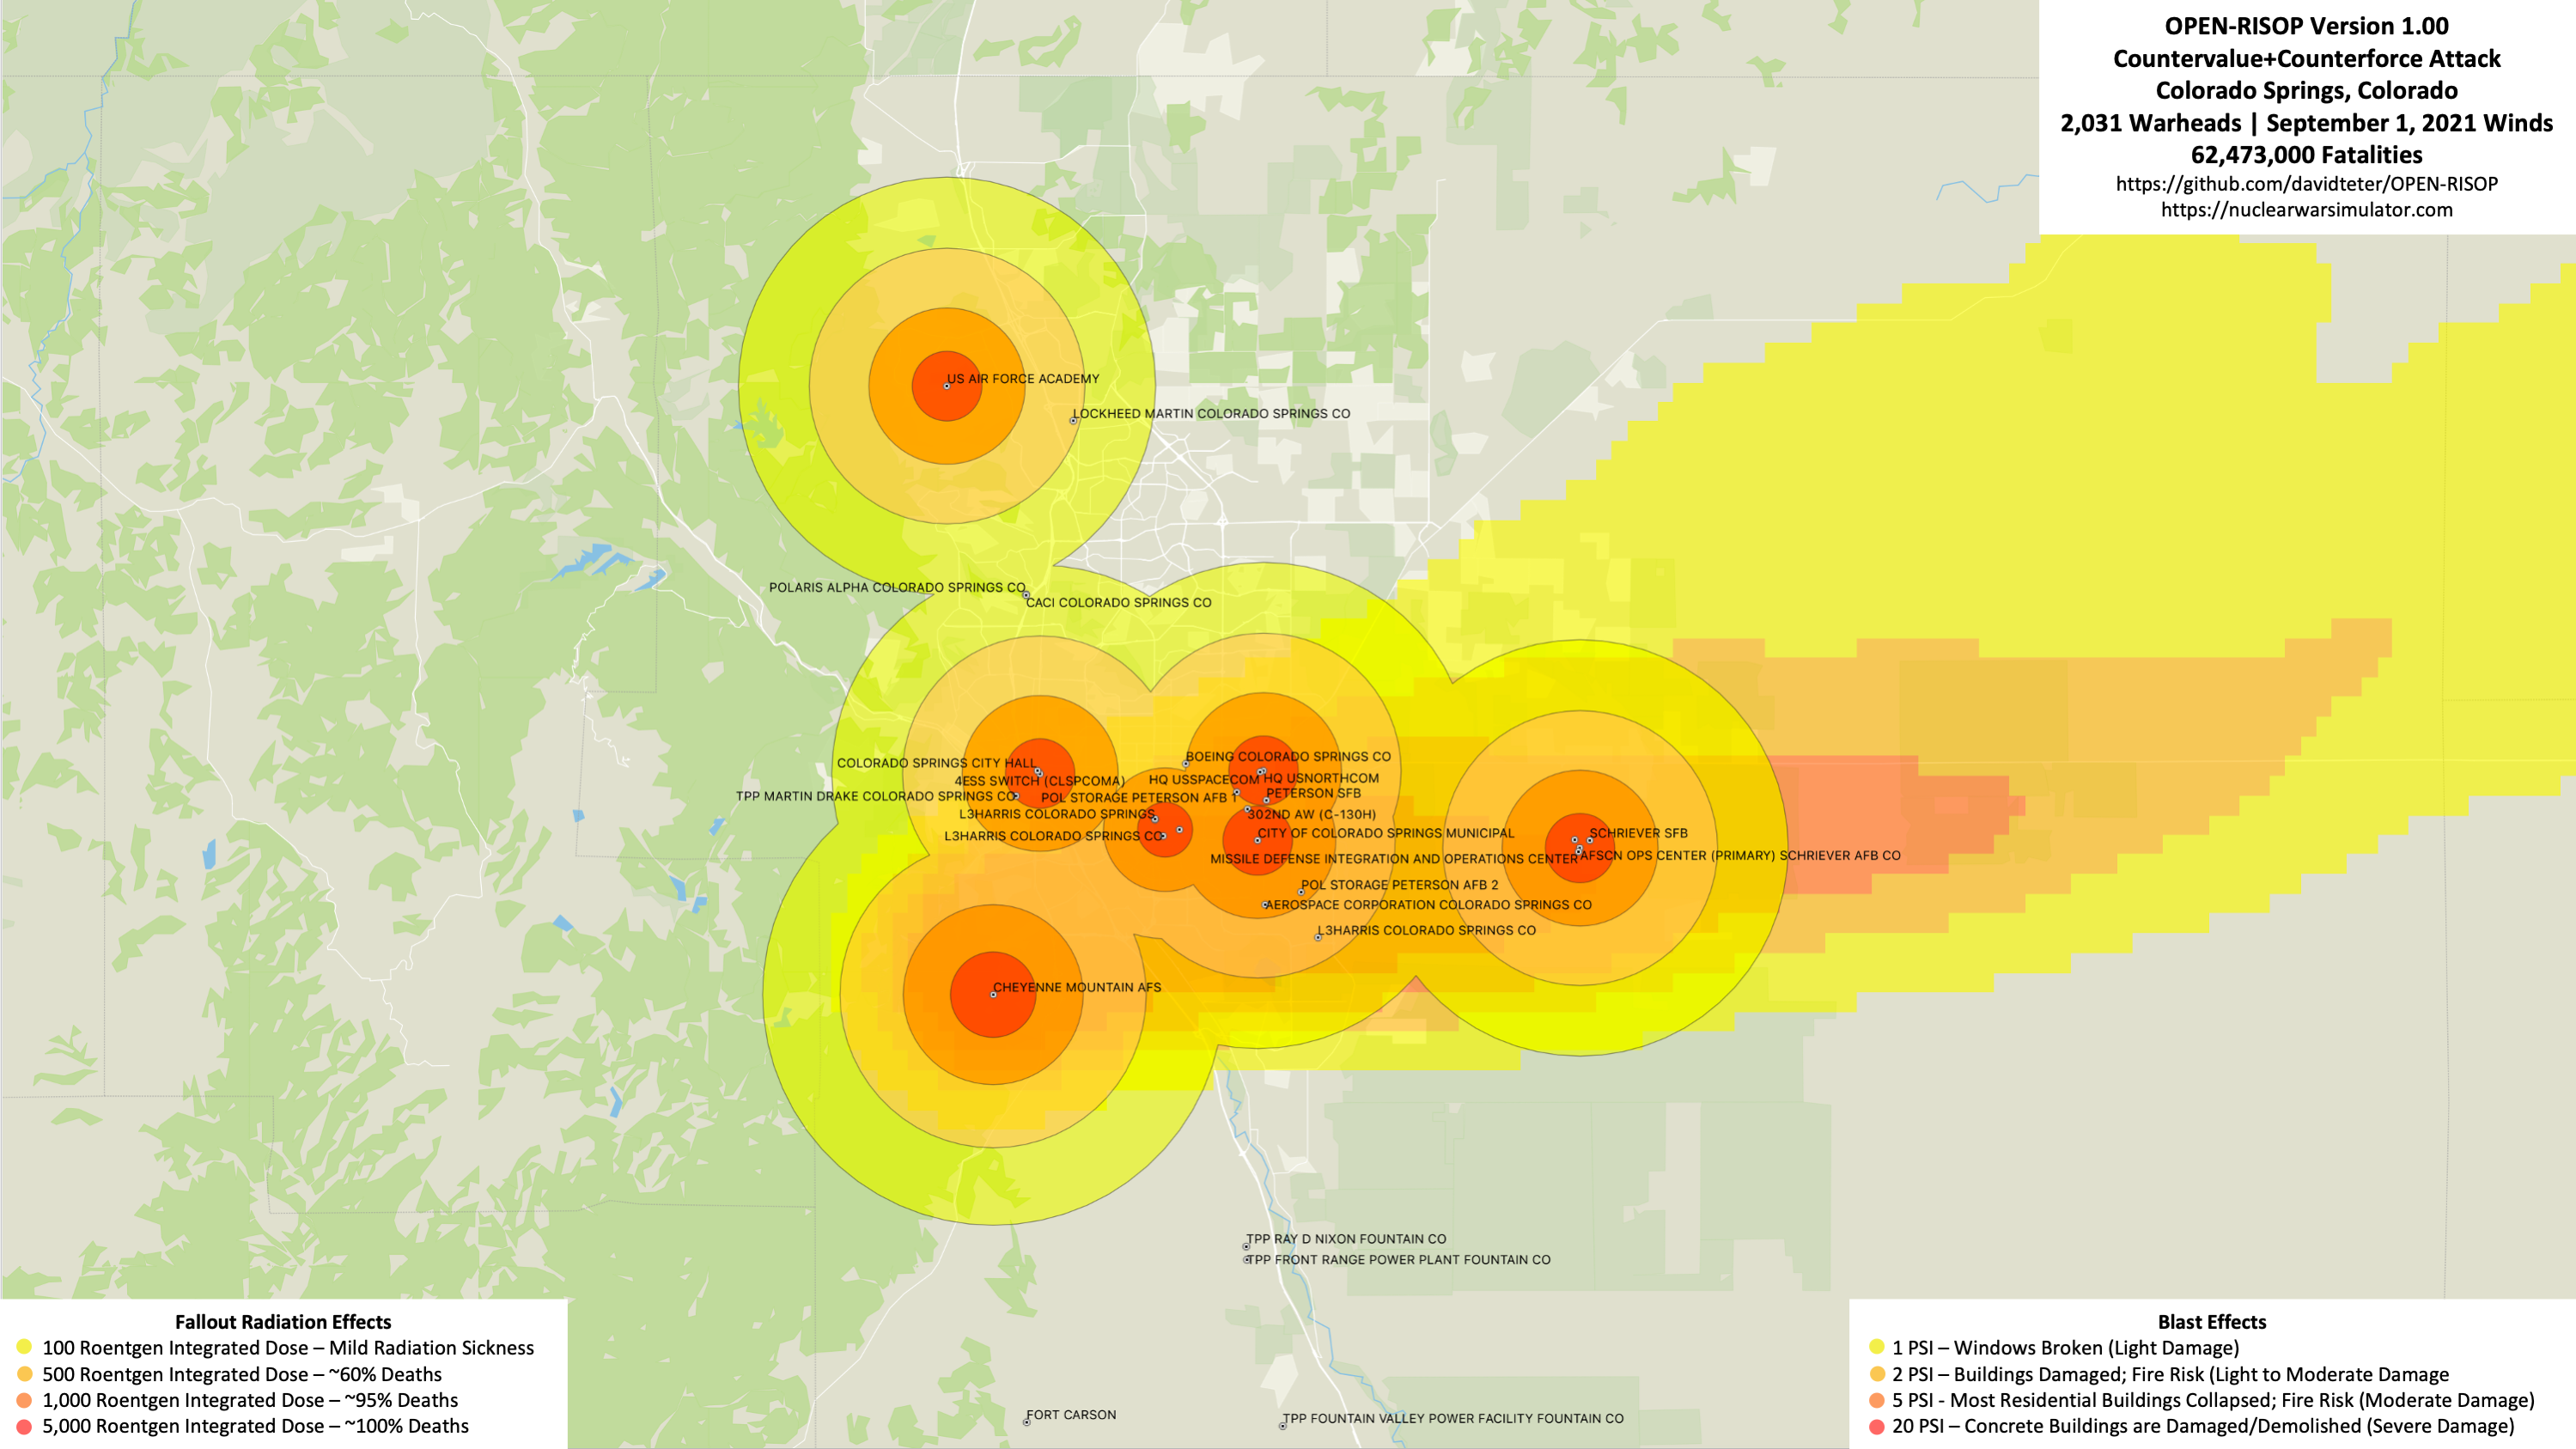 OPEN-RISOP Version 1.00
Countervalue+Counterforce Attack
Colorado Springs, Colorado
2,031 Warheads | September 1, 2021 Winds
62,473,000 Fatalities
https://github.com/davidteter/OPEN-RISOP
https://nuclearwarsimulator.com
US AIR FORCE ACADEMY
LOCKHEED MARTIN COLORADO SPRINGS CO
POLARIS ALPHA COLORADO SPRINGS CO
CACI COLORADO SPRINGS CO
BOEING COLORADO SPRINGS CO
COLORADO SPRINGS CITY HALL
4ESS SWITCH (CLSPCOMA)
HQ USSPACECOM
HQ USNORTHCOM
TPP MARTIN DRAKE COLORADO SPRINGS CO
POL STORAGE PETERSON AFB 1
PETERSON SFB
L3HARRIS COLORADO SPRINGS
302ND AW (C-130H)
L3HARRIS COLORADO SPRINGS CO
CITY OF COLORADO SPRINGS MUNICIPAL
SCHRIEVER SFB
MISSILE DEFENSE INTEGRATION AND OPERATIONS CENTER
AFSCN OPS CENTER (PRIMARY) SCHRIEVER AFB CO
POL STORAGE PETERSON AFB 2
AEROSPACE CORPORATION COLORADO SPRINGS CO
L3HARRIS COLORADO SPRINGS CO
CHEYENNE MOUNTAIN AFS
TPP RAY D NIXON FOUNTAIN CO
TPP FRONT RANGE POWER PLANT FOUNTAIN CO
FORT CARSON
TPP FOUNTAIN VALLEY POWER FACILITY FOUNTAIN CO
Fallout Radiation Effects
100 Roentgen Integrated Dose – Mild Radiation Sickness
500 Roentgen Integrated Dose – ~60% Deaths
1,000 Roentgen Integrated Dose – ~95% Deaths
5,000 Roentgen Integrated Dose – ~100% Deaths
Blast Effects
1 PSI – Windows Broken (Light Damage)
2 PSI – Buildings Damaged; Fire Risk (Light to Moderate Damage
5 PSI - Most Residential Buildings Collapsed; Fire Risk (Moderate Damage)
20 PSI – Concrete Buildings are Damaged/Demolished (Severe Damage)